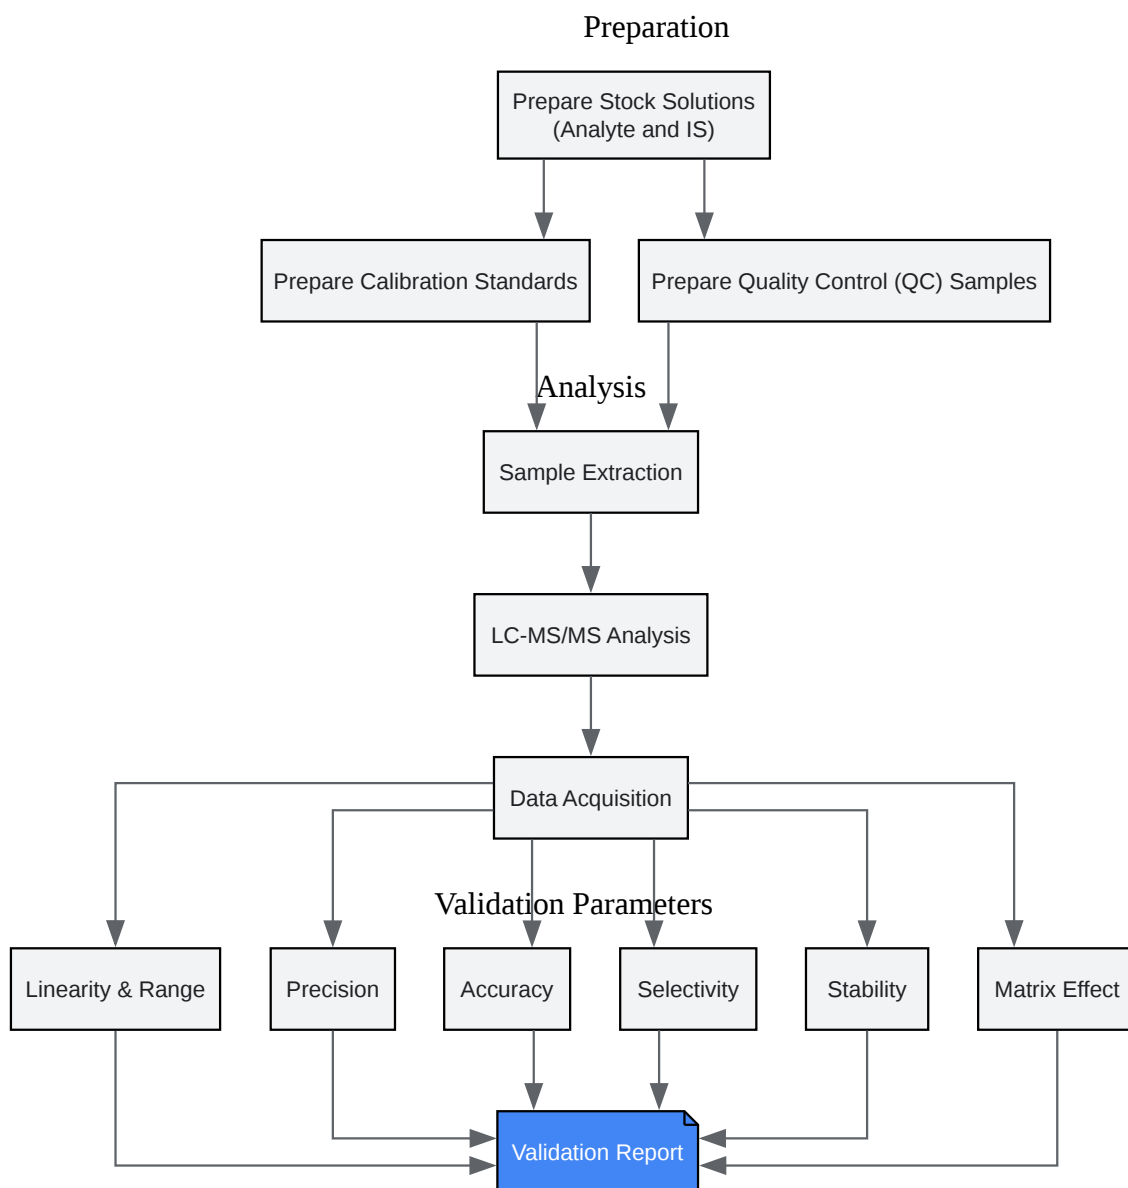 Preparation
Prepare Stock Solutions
(Analyte and IS)
Prepare Calibration Standards
Prepare Quality Control (QC) Samples
Analysis
Sample Extraction
LC-MS/MS Analysis
Data Acquisition
Validation Parameters
Linearity & Range
Precision
Accuracy
Selectivity
Stability
Matrix Effect
Validation Report